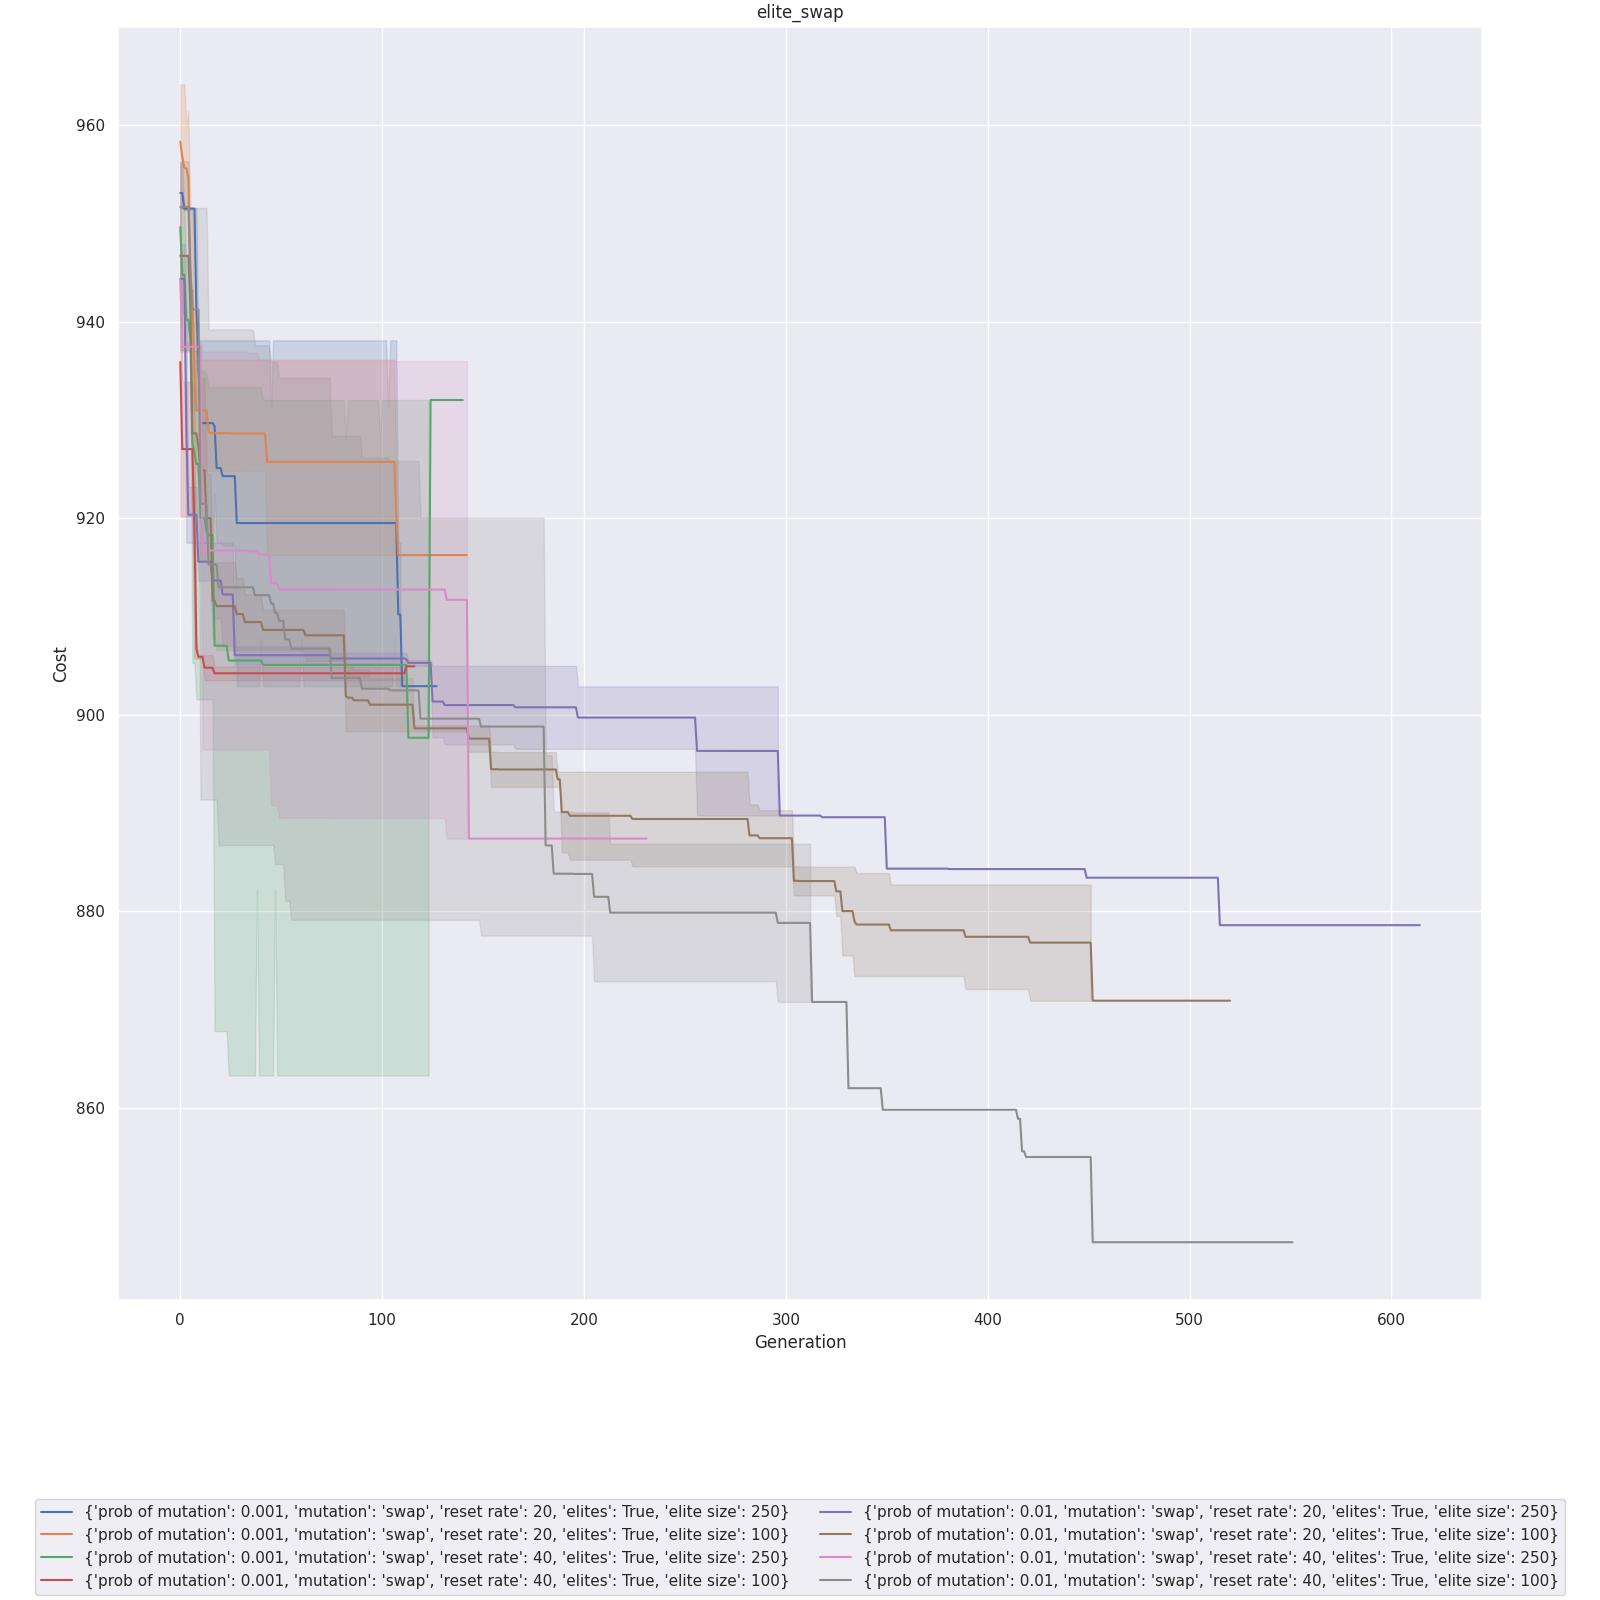 elite_swap
960
940
920
900
880
860
Cost
0 100 200 300 400 500 600
Generation
{'prob of mutation': 0.001, 'mutation': 'swap', 'reset rate': 20, 'elites': True, 'elite size': 250}
{'prob of mutation': 0.001, 'mutation': 'swap', 'reset rate': 20, 'elites': True, 'elite size': 100}
{'prob of mutation': 0.001, 'mutation': 'swap', 'reset rate': 40, 'elites': True, 'elite size': 250}
{'prob of mutation': 0.001, 'mutation': 'swap', 'reset rate': 40, 'elites': True, 'elite size': 100}
{'prob of mutation': 0.01, 'mutation': 'swap', 'reset rate': 20, 'elites': True, 'elite size': 250}
{'prob of mutation': 0.01, 'mutation': 'swap', 'reset rate': 20, 'elites': True, 'elite size': 100}
{'prob of mutation': 0.01, 'mutation': 'swap', 'reset rate': 40, 'elites': True, 'elite size': 250}
{'prob of mutation': 0.01, 'mutation': 'swap', 'reset rate': 40, 'elites': True, 'elite size': 100}